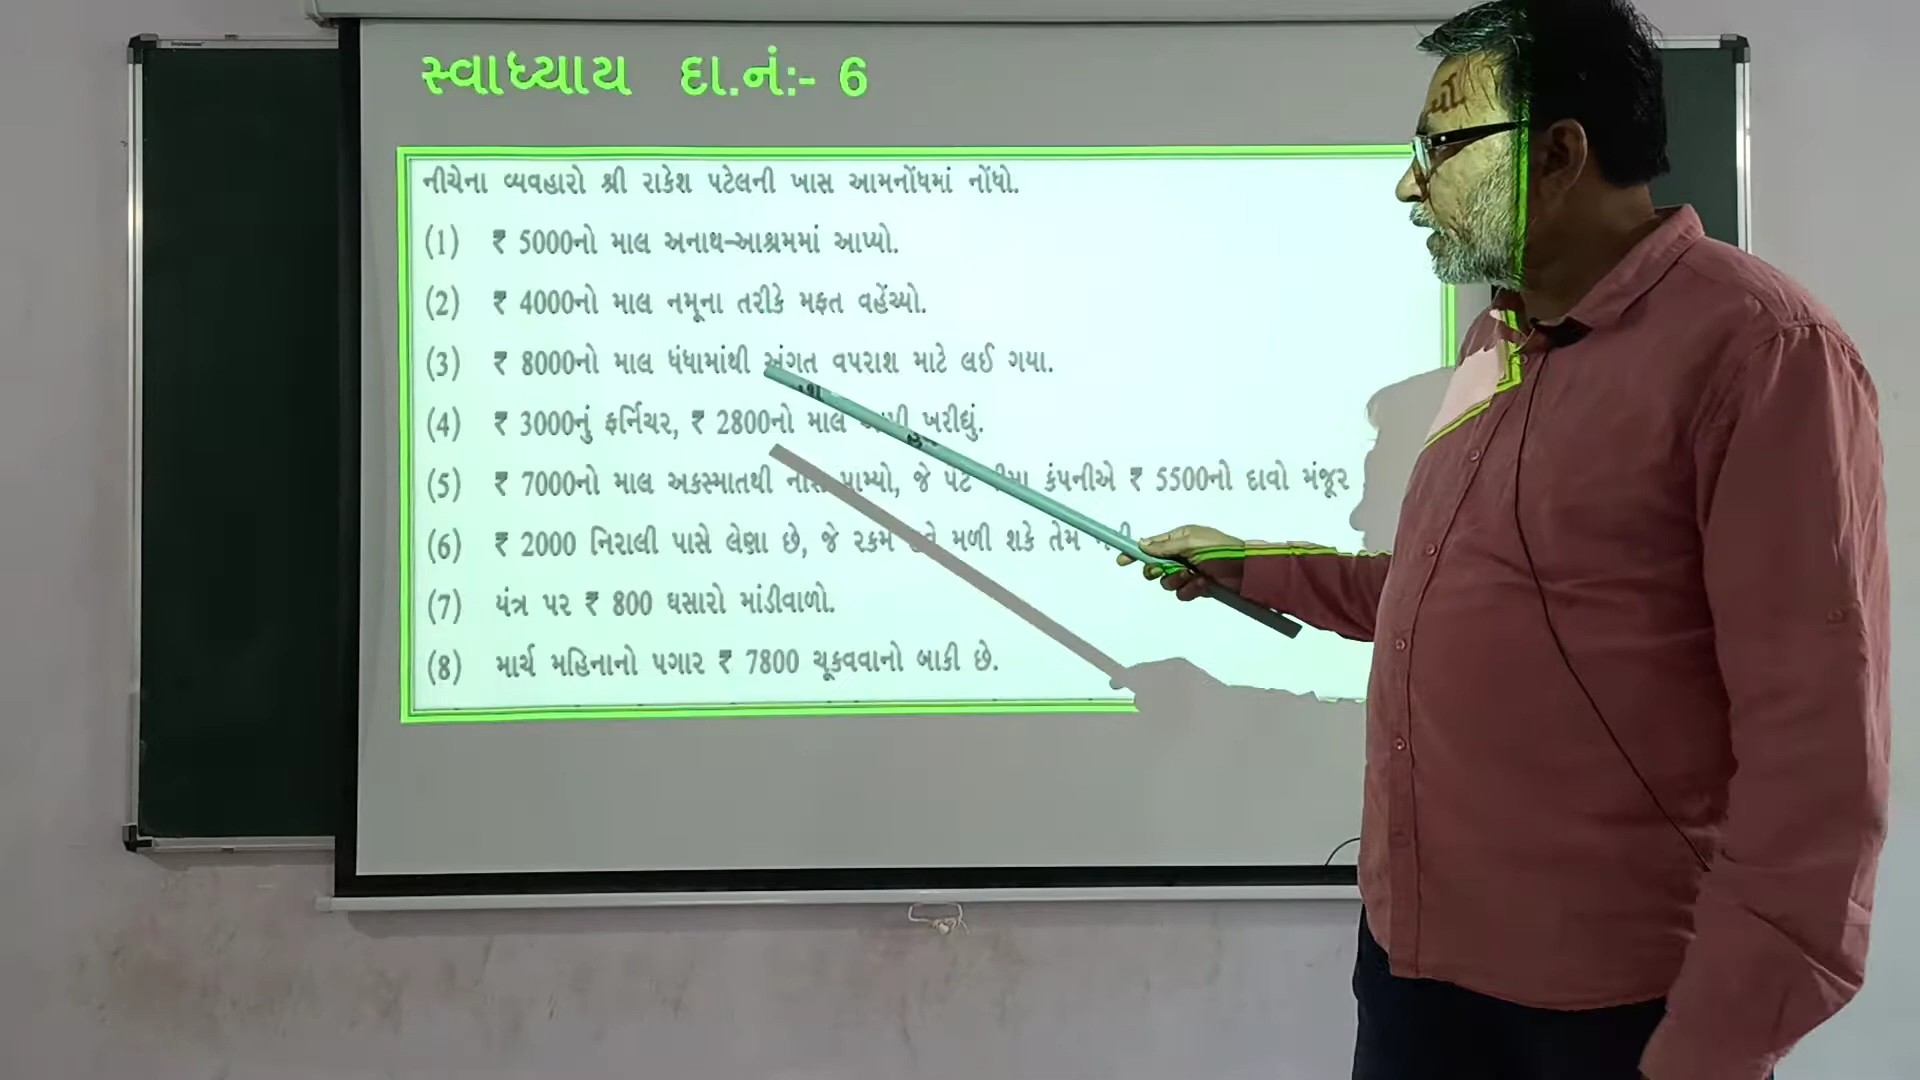 સ્વાધ્યાય દા.નં:- 6
નીચેના વ્યવહારો શ્રી રાકેશ પટેલની ખાસ આમનોંધમાં નોંધો.
(1) ₹ 5000નો માલ અનાથ-આશ્રમમાં આપ્યો.
(2) ₹ 4000નો માલ નમૂના તરીકે મફત વહેંચ્યો.
(3) ₹ 8000નો માલ ધંધામાંથી અંગત વપરાશ માટે લઈ ગયા.
(4) ₹ 3000નું ફર્નિચર, ₹ 2800નો માલ ખરીદ્યું.
(5) ₹ 7000નો માલ અકસ્માતથી પામ્યો, જે પેટે કંપનીએ ₹ 5500નો દાવો મંજૂર
(6) ₹ 2000 નિરાલી પાસે લેણા છે, જે રકમ મળી શકે તેમ
(7) યંત્ર પર ₹ 800 ઘસારો માંડીવાળો.
(8) માર્ચ મહિનાનો પગાર ₹ 7800 ચૂકવવાનો બાકી છે.